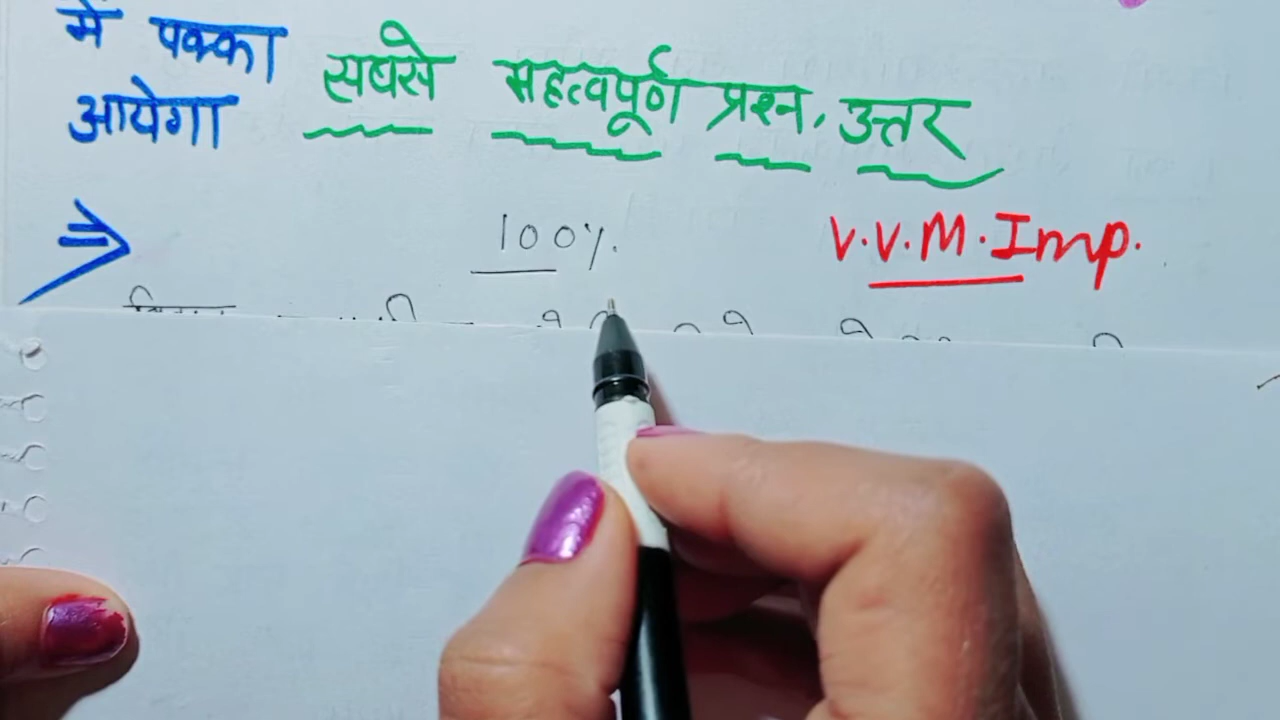 में पक्का
आयेगा
सबसे महत्वपूर्ण प्रश्न, उत्तर
100%.
V.V.M.Imp.